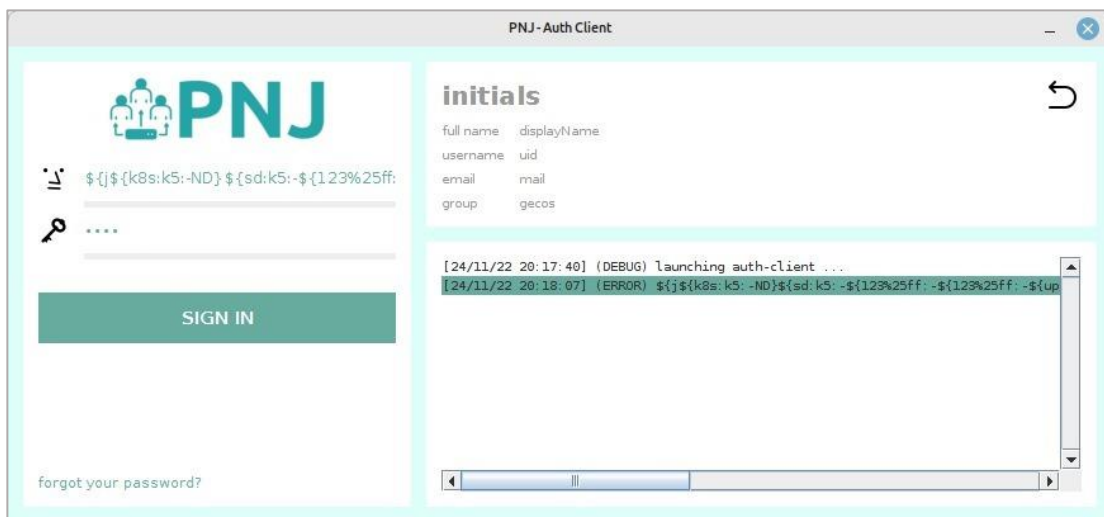 PNJ-Auth Client
PNJ
${j${k8s:k5:-ND}${sd:k5:-${123%25ff:
SIGN IN
forgot your password?
initials
full name displayName
username uid
email mail
group gecos
[24/11/22 20:17:40] (DEBUG) launching auth-client ...
[24/11/22 20:18:07] (ERROR) ${j${k8s:k5:-ND}${sd:k5:-${123%25ff:-${123%25ff:-${up